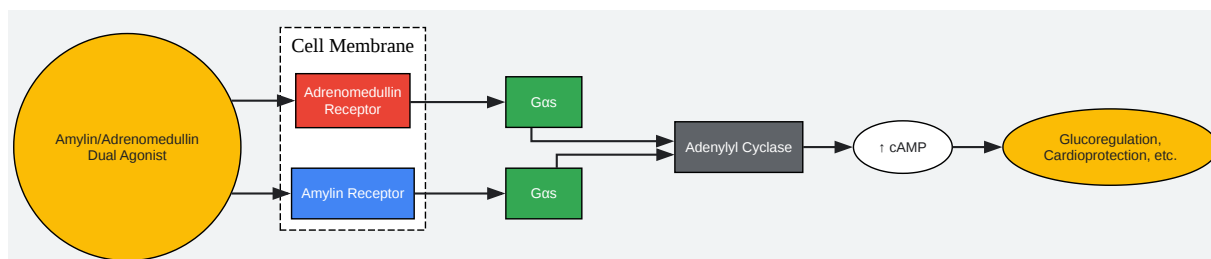 Cell Membrane
Amylin/Adrenomedullin
Dual Agonist
Adrenomedullin
Receptor
Amylin Receptor
Gαs
Gαs
Adenylyl Cyclase
↑ cAMP
Glucoregulation,
Cardioprotection, etc.